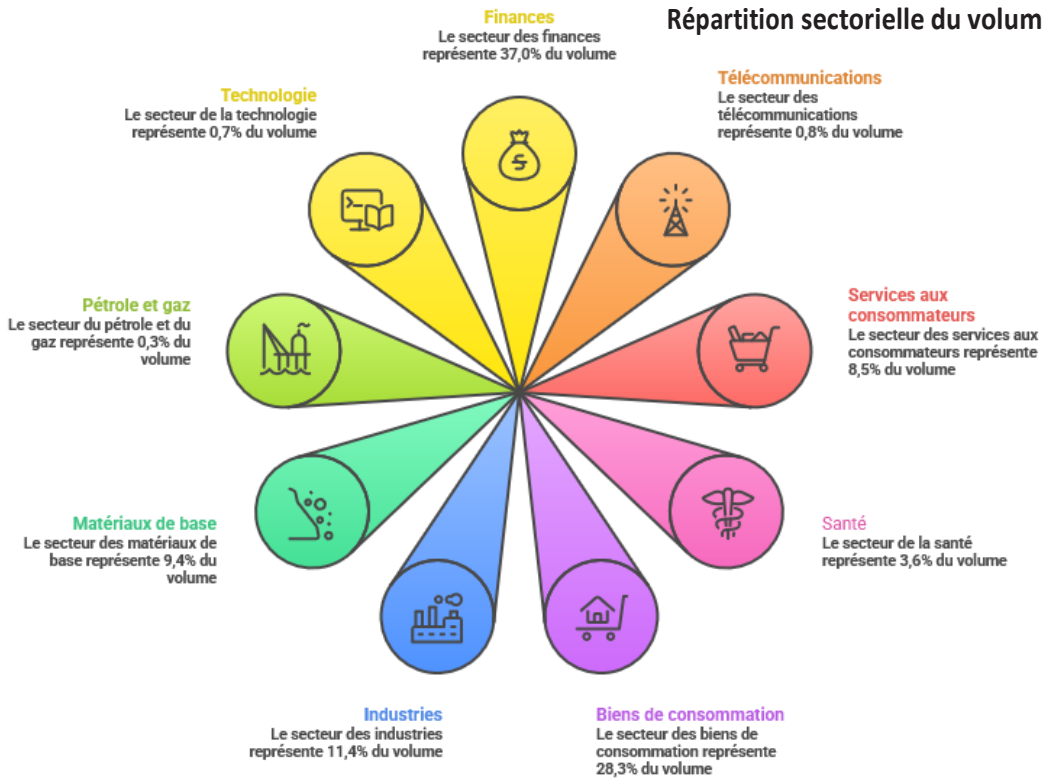 Répartition sectorielle du volum
Finances
Le secteur des finances
représente 37,0% du volume
Télécommunications
Le secteur des
télécommunications
représente 0,8% du volume
Services aux
consommateurs
Le secteur des services aux
consommateurs représente
8,5% du volume
Santé
Le secteur de la santé
représente 3,6% du volume
Biens de consommation
Le secteur des biens de
consommation représente
28,3% du volume
Industries
Le secteur des industries
représente 11,4% du volume
Matériaux de base
Le secteur des matériaux de
base représente 9,4% du
volume
Pétrole et gaz
Le secteur du pétrole et du
gaz représente 0,3% du
volume
Technologie
Le secteur de la technologie
représente 0,7% du volume